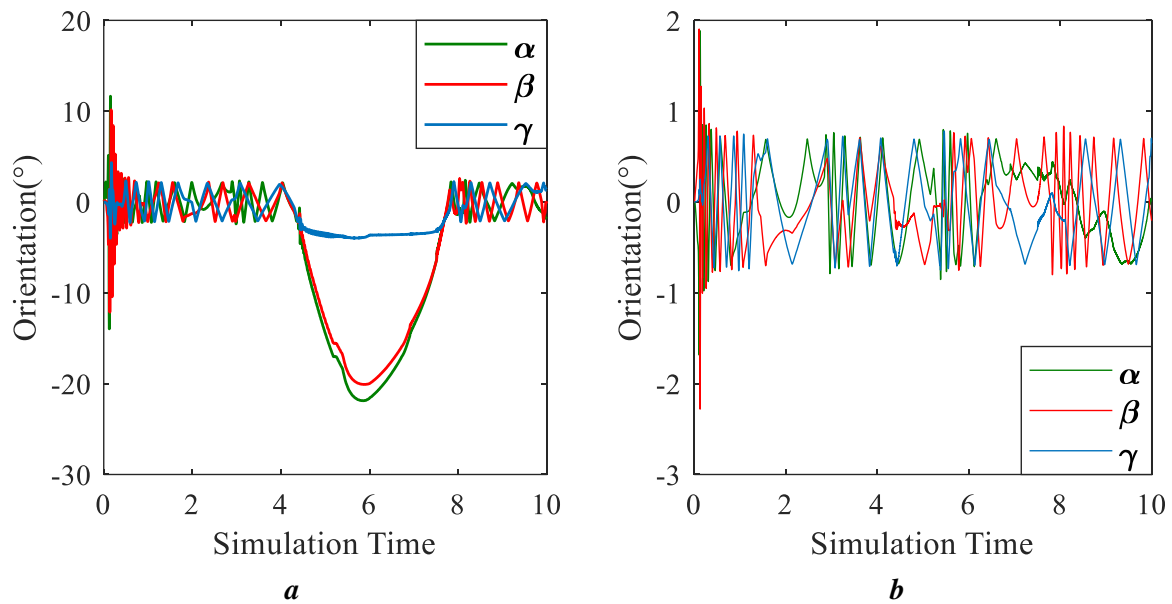 20
10
0
-10
-20
-30
0 2 4 6 8 10
Orientation(°)
Simulation Time
α
β
γ
a
2
1
0
-1
-2
-3
0 2 4 6 8 10
Orientation(°)
Simulation Time
α
β
γ
b